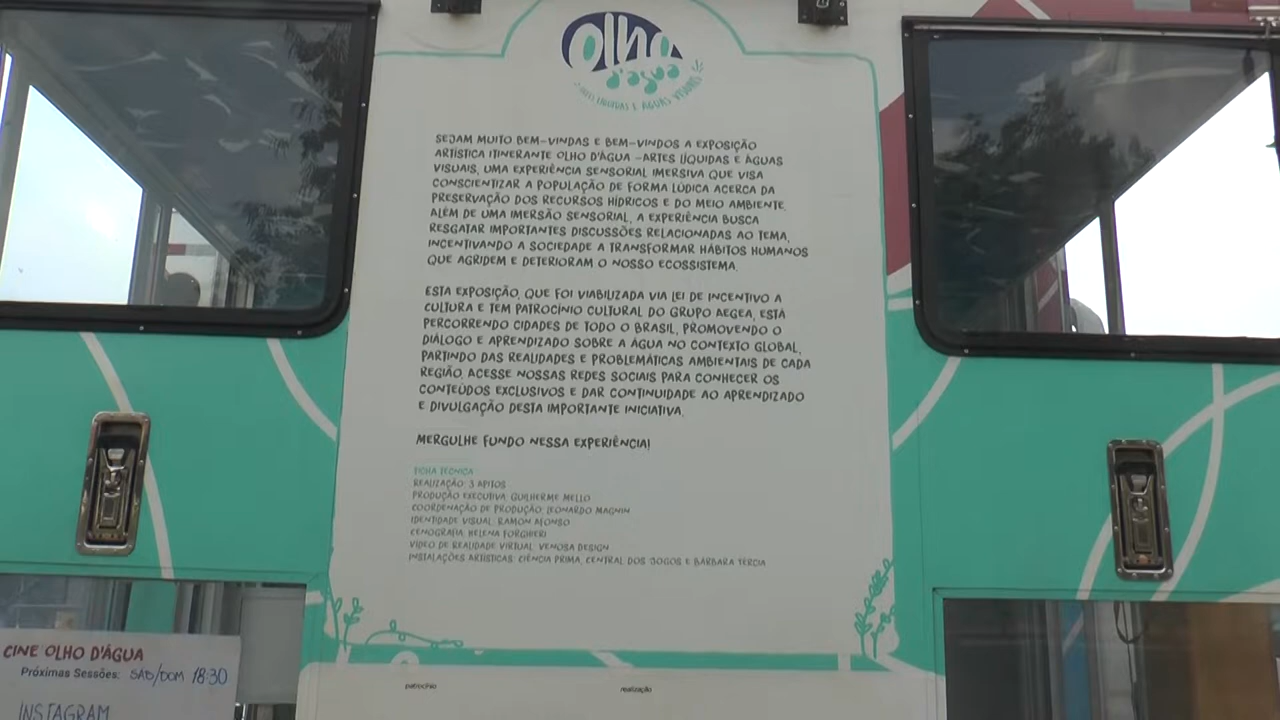 olho
d'água
ARTES LÍQUIDAS E ÁGUAS VISUAIS
SEJAM MUITO BEM-VINDAS E BEM-VINDOS A EXPOSIÇÃO
ARTÍSTICA ITINERANTE OLHO D'ÁGUA -ARTES LÍQUIDAS E ÁGUAS
VISUAIS, UMA EXPERIÊNCIA SENSORIAL IMERSIVA QUE VISA
CONSCIENTIZAR A POPULAÇÃO DE FORMA LÚDICA ACERCA DA
PRESERVAÇÃO DOS RECURSOS HÍDRICOS E DO MEIO AMBIENTE.
ALÉM DE UMA IMERSÃO SENSORIAL, A EXPERIÊNCIA BUSCA
RESGATAR IMPORTANTES DISCUSSÕES RELACIONADAS AO TEMA,
INCENTIVANDO A SOCIEDADE A TRANSFORMAR HÁBITOS HUMANOS
QUE AGRIDEM E DETERIORAM O NOSSO ECOSSISTEMA.
ESTA EXPOSIÇÃO, QUE FOI VIABILIZADA VIA LEI DE INCENTIVO A
CULTURA E TEM PATROCÍNIO CULTURAL DO GRUPO AEGEA, ESTÁ
PERCORRENDO CIDADES DE TODO O BRASIL, PROMOVENDO O
DIÁLOGO E APRENDIZADO SOBRE A ÁGUA NO CONTEXTO GLOBAL,
PARTINDO DAS REALIDADES E PROBLEMÁTICAS AMBIENTAIS DE CADA
REGIÃO. ACESSE NOSSAS REDES SOCIAIS PARA CONHECER OS
CONTEÚDOS EXCLUSIVOS E DAR CONTINUIDADE AO APRENDIZADO
E DIVULGAÇÃO DESTA IMPORTANTE INICIATIVA.
MERGULHE FUNDO NESSA EXPERIÊNCIA!
FICHA TÉCNICA
REALIZAÇÃO: 3 APITOS
PRODUÇÃO EXECUTIVA: GUILHERME MELLO
COORDENAÇÃO DE PRODUÇÃO: LEONARDO MAGNIN
IDENTIDADE VISUAL: RAMON AFONSO
CENOGRAFIA: HELENA FORGHIERI
VÍDEO DE REALIDADE VIRTUAL: VENOSA DESIGN
INSTALAÇÕES ARTÍSTICAS: CIÊNCIA PRIMA, CENTRAL DOS JOGOS E BÁRBARA TÉRCIA
patrocínio
realização
CINE OLHO D'ÁGUA
Próximas Sessões: SÁB/DOM 18:30
INSTAGRAM